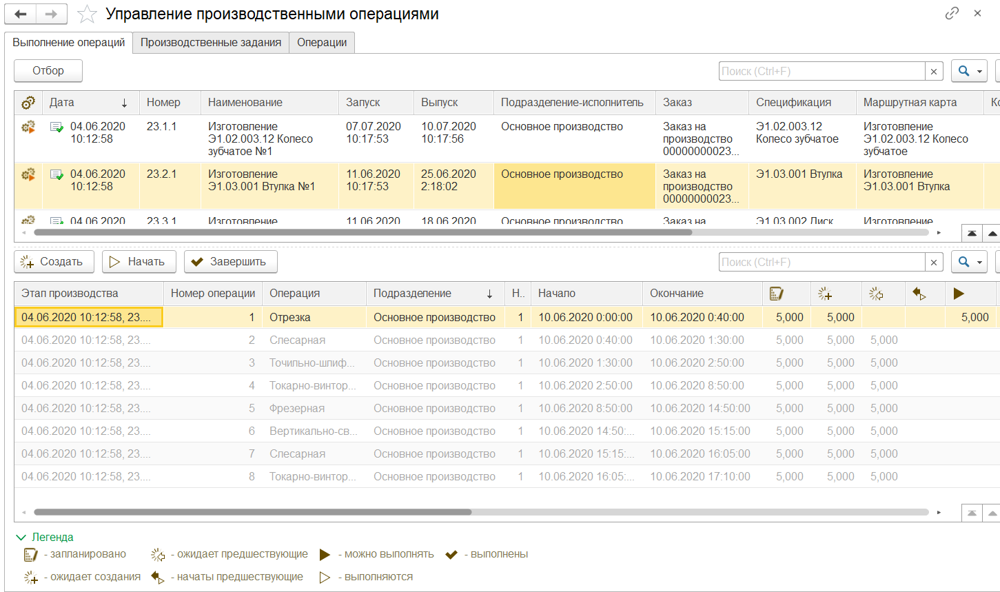 Управление производственными операциями
Выполнение операций Производственные задания Операции
Отбор Поиск (Ctrl+F)
Дата Номер Наименование Запуск Выпуск Подразделение-исполнитель Заказ Спецификация Маршрутная карта
04.06.2020 23.1.1 Изготовление 07.07.2020 10.07.2020 Основное производство Заказ на Э1.02.003.12 Изготовление
10:12:58 Э1.02.003.12 Колесо 10:17:53 10:17:56 производство Колесо зубчатое Э1.02.003.12 Колесо
зубчатое №1 00000000023... зубчатое
04.06.2020 23.2.1 Изготовление 11.06.2020 25.06.2020 Основное производство Заказ на Э1.03.001 Втулка Изготовление
10:12:58 Э1.03.001 Втулка №1 10:17:53 2:18:02 производство Э1.03.001 Втулка
00000000023...
04.06.2020 23.3.1 Изготовление 11.06.2020 18.06.2020 Основное производство Заказ на Э1.03.002 Диск Изготовление
Создать Начать Завершить Поиск (Ctrl+F)
Этап производства Номер операции Операция Подразделение Н.. Начало Окончание
04.06.2020 10:12:58, 23.... 1 Отрезка Основное производство 1 10.06.2020 0:00:00 10.06.2020 0:40:00 5,000 5,000 5,000
04.06.2020 10:12:58, 23.... 2 Слесарная Основное производство 1 10.06.2020 0:40:00 10.06.2020 1:30:00 5,000 5,000 5,000
04.06.2020 10:12:58, 23.... 3 Точильно-шлиф... Основное производство 1 10.06.2020 1:30:00 10.06.2020 2:50:00 5,000 5,000 5,000
04.06.2020 10:12:58, 23.... 4 Токарно-винтор... Основное производство 1 10.06.2020 2:50:00 10.06.2020 8:50:00 5,000 5,000 5,000
04.06.2020 10:12:58, 23.... 5 Фрезерная Основное производство 1 10.06.2020 8:50:00 10.06.2020 14:50:00 5,000 5,000 5,000
04.06.2020 10:12:58, 23.... 6 Вертикально-св... Основное производство 1 10.06.2020 14:50:... 10.06.2020 15:15:00 5,000 5,000 5,000
04.06.2020 10:12:58, 23.... 7 Слесарная Основное производство 1 10.06.2020 15:15:... 10.06.2020 16:05:00 5,000 5,000 5,000
04.06.2020 10:12:58, 23.... 8 Токарно-винтор... Основное производство 1 10.06.2020 16:05:... 10.06.2020 17:10:00 5,000 5,000 5,000
Легенда
- запланировано - ожидает предшествующие - можно выполнять - выполнены
- ожидает создания - начаты предшествующие - выполняются